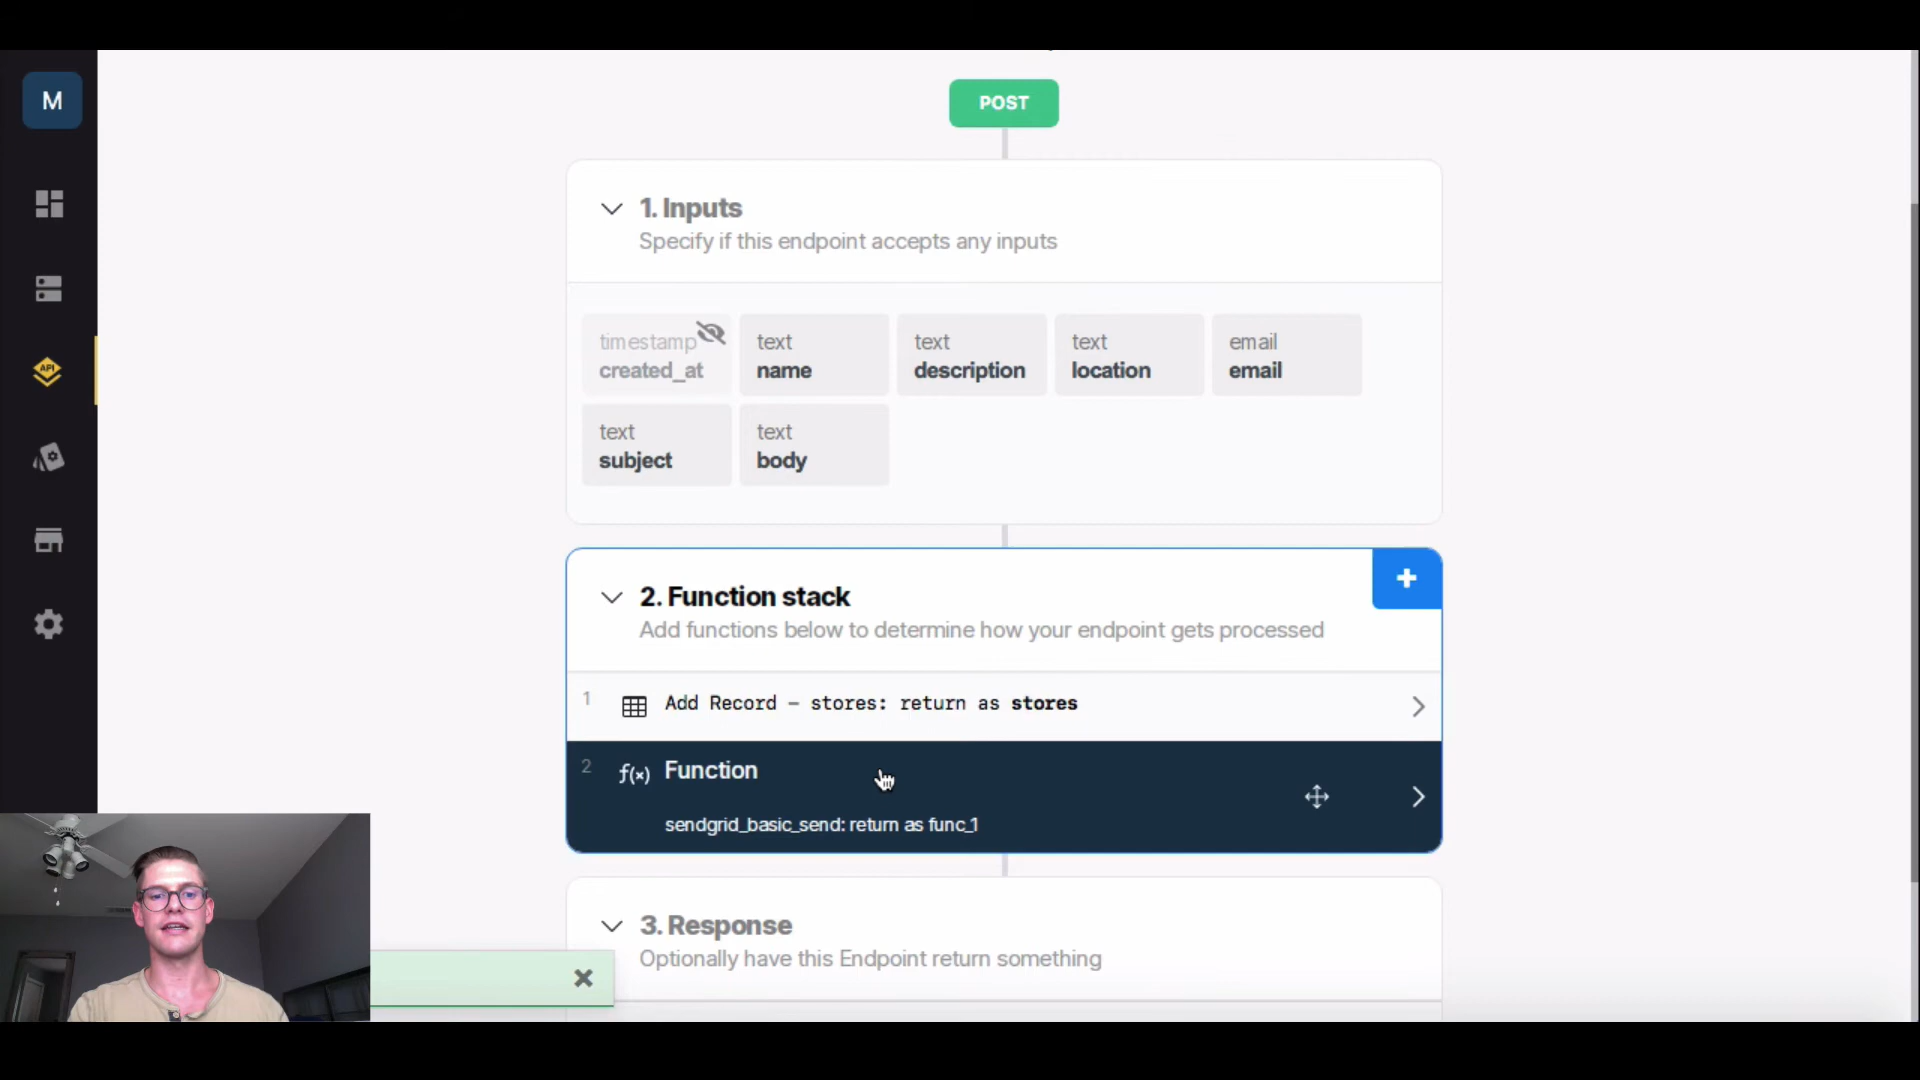 M
POST
1. Inputs
Specify if this endpoint accepts any inputs
timestamp
created_at
text
name
text
description
text
location
email
email
text
subject
text
body
API
2. Function stack
Add functions below to determine how your endpoint gets processed
1
Add Record – stores: return as stores
2
f(x)
Function
sendgrid_basic_send: return as func_1
3. Response
Optionally have this Endpoint return something